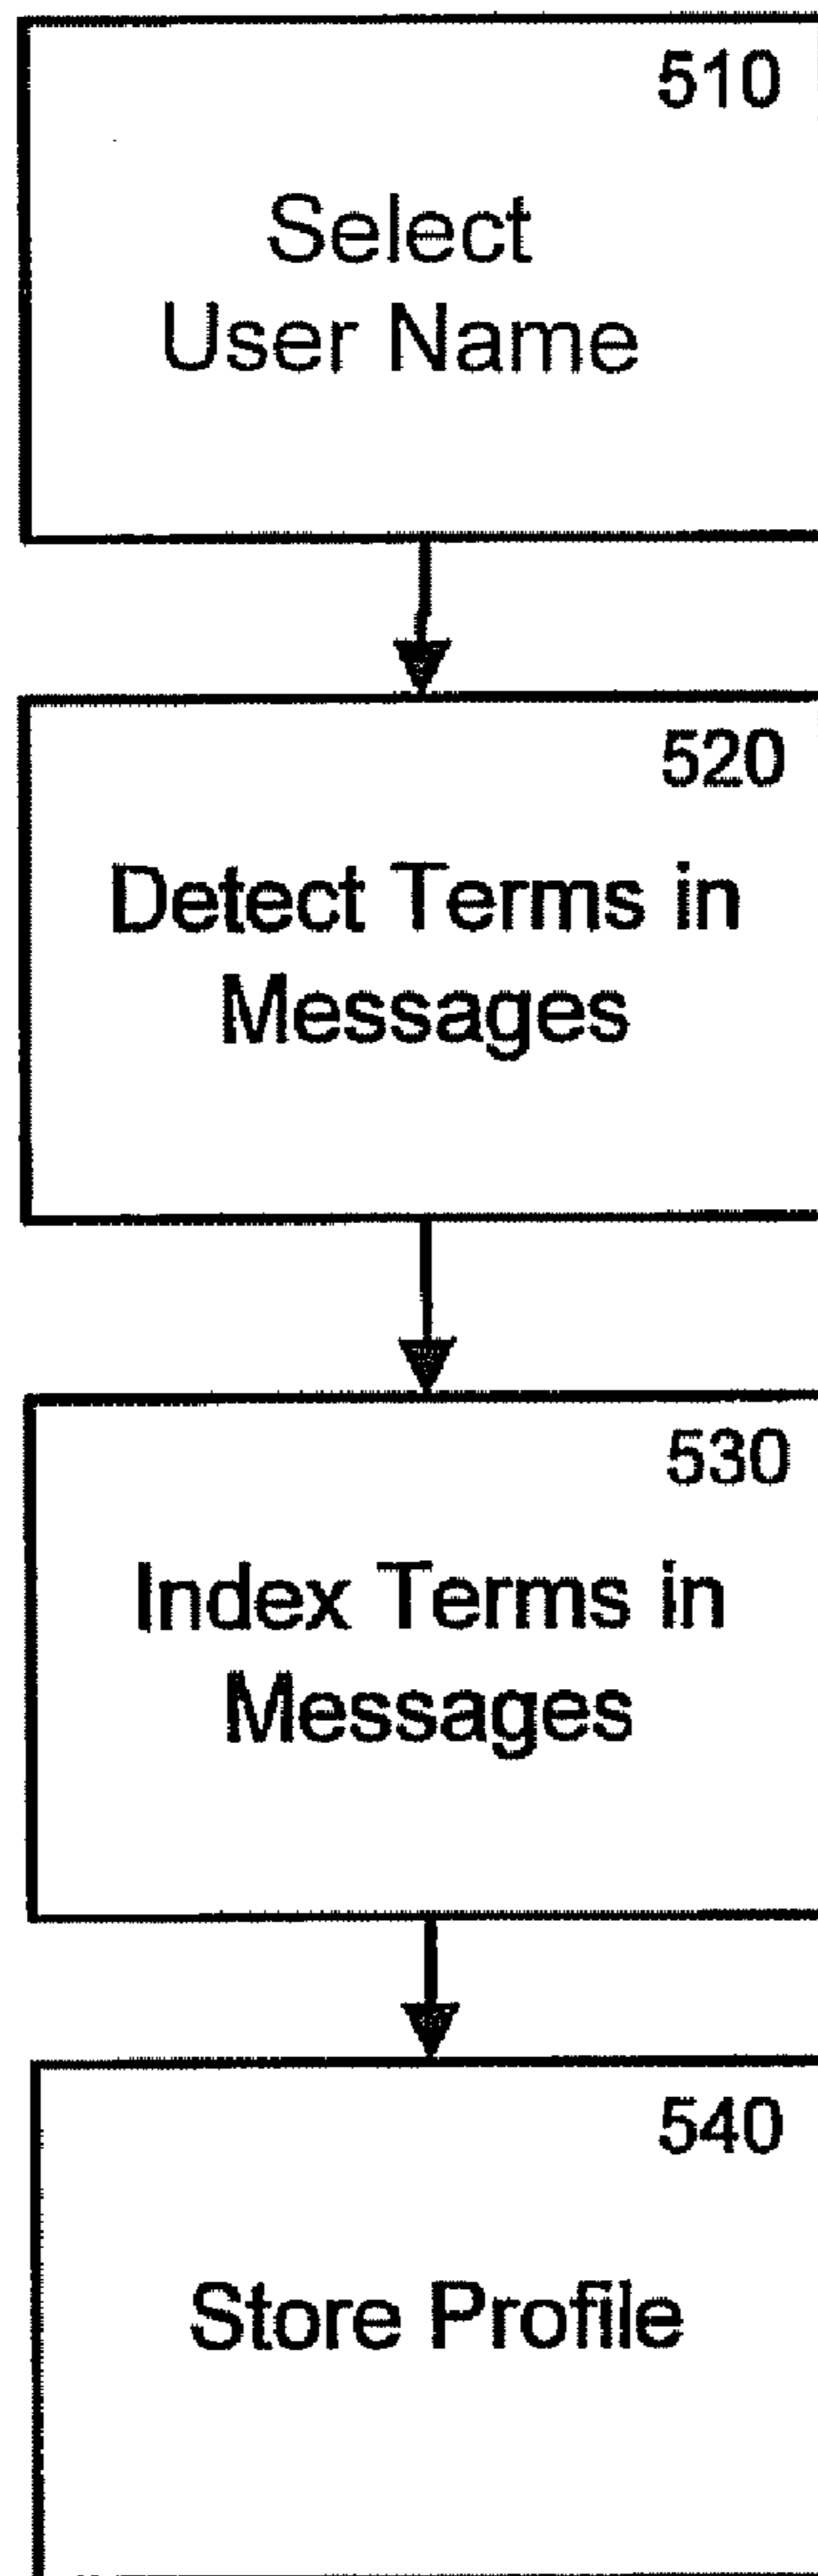 510
Select
User Name
520
Detect Terms in
Messages
530
Index Terms in
Messages
540
Store Profile